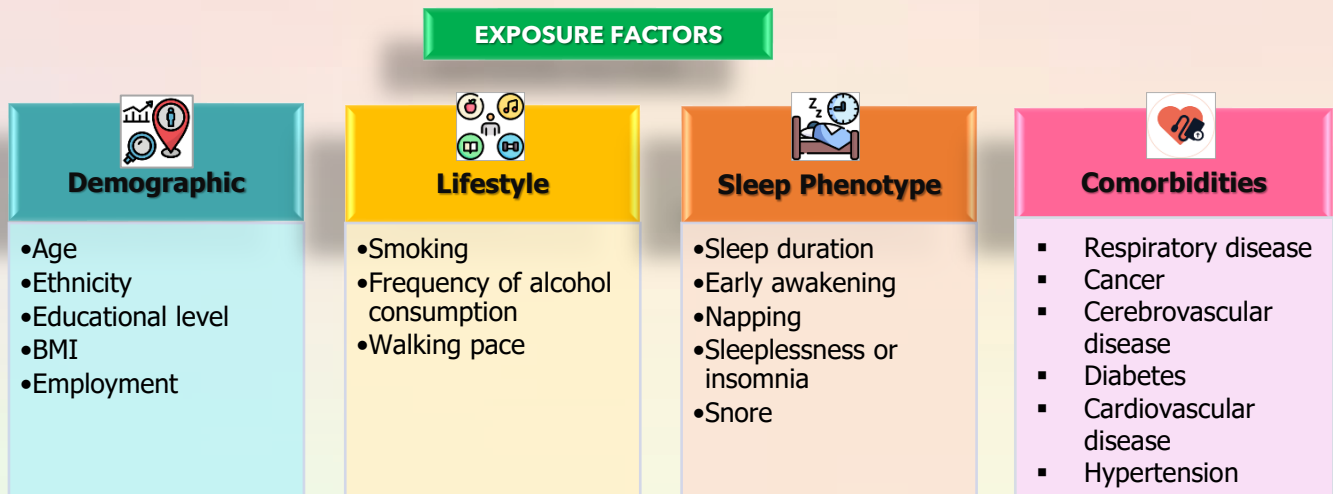 EXPOSURE FACTORS
Demographic
•Age
•Ethnicity
•Educational level
•BMI
•Employment
Lifestyle
•Smoking
•Frequency of alcohol
consumption
•Walking pace
Sleep Phenotype
•Sleep duration
•Early awakening
•Napping
•Sleeplessness or
insomnia
•Snore
Comorbidities
▪ Respiratory disease
▪ Cancer
▪ Cerebrovascular
disease
▪ Diabetes
▪ Cardiovascular
disease
▪ Hypertension